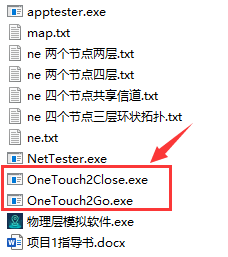 apptester.exe
map.txt
ne 两个节点两层.txt
ne 两个节点四层.txt
ne 四个节点共享信道.txt
ne 四个节点三层环状拓扑.txt
ne.txt
NetTester.exe
OneTouch2Close.exe
OneTouch2Go.exe
物理层模拟软件.exe
项目1指导书.docx